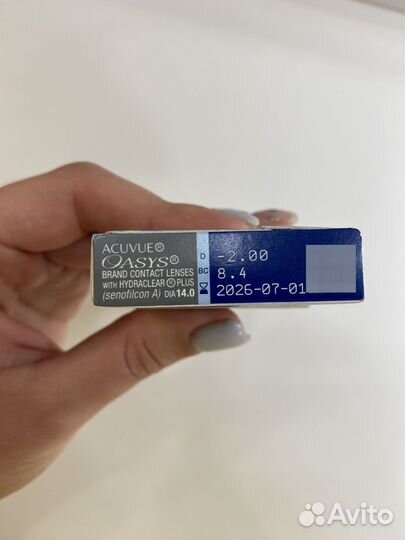 ACUVUE®
OASYS®
BRAND CONTACT LENSES
WITH HYDRACLEAR® PLUS
(senofilcon A) DIA 14.0
D -2.00
BC 8.4
2026-07-01
Avito